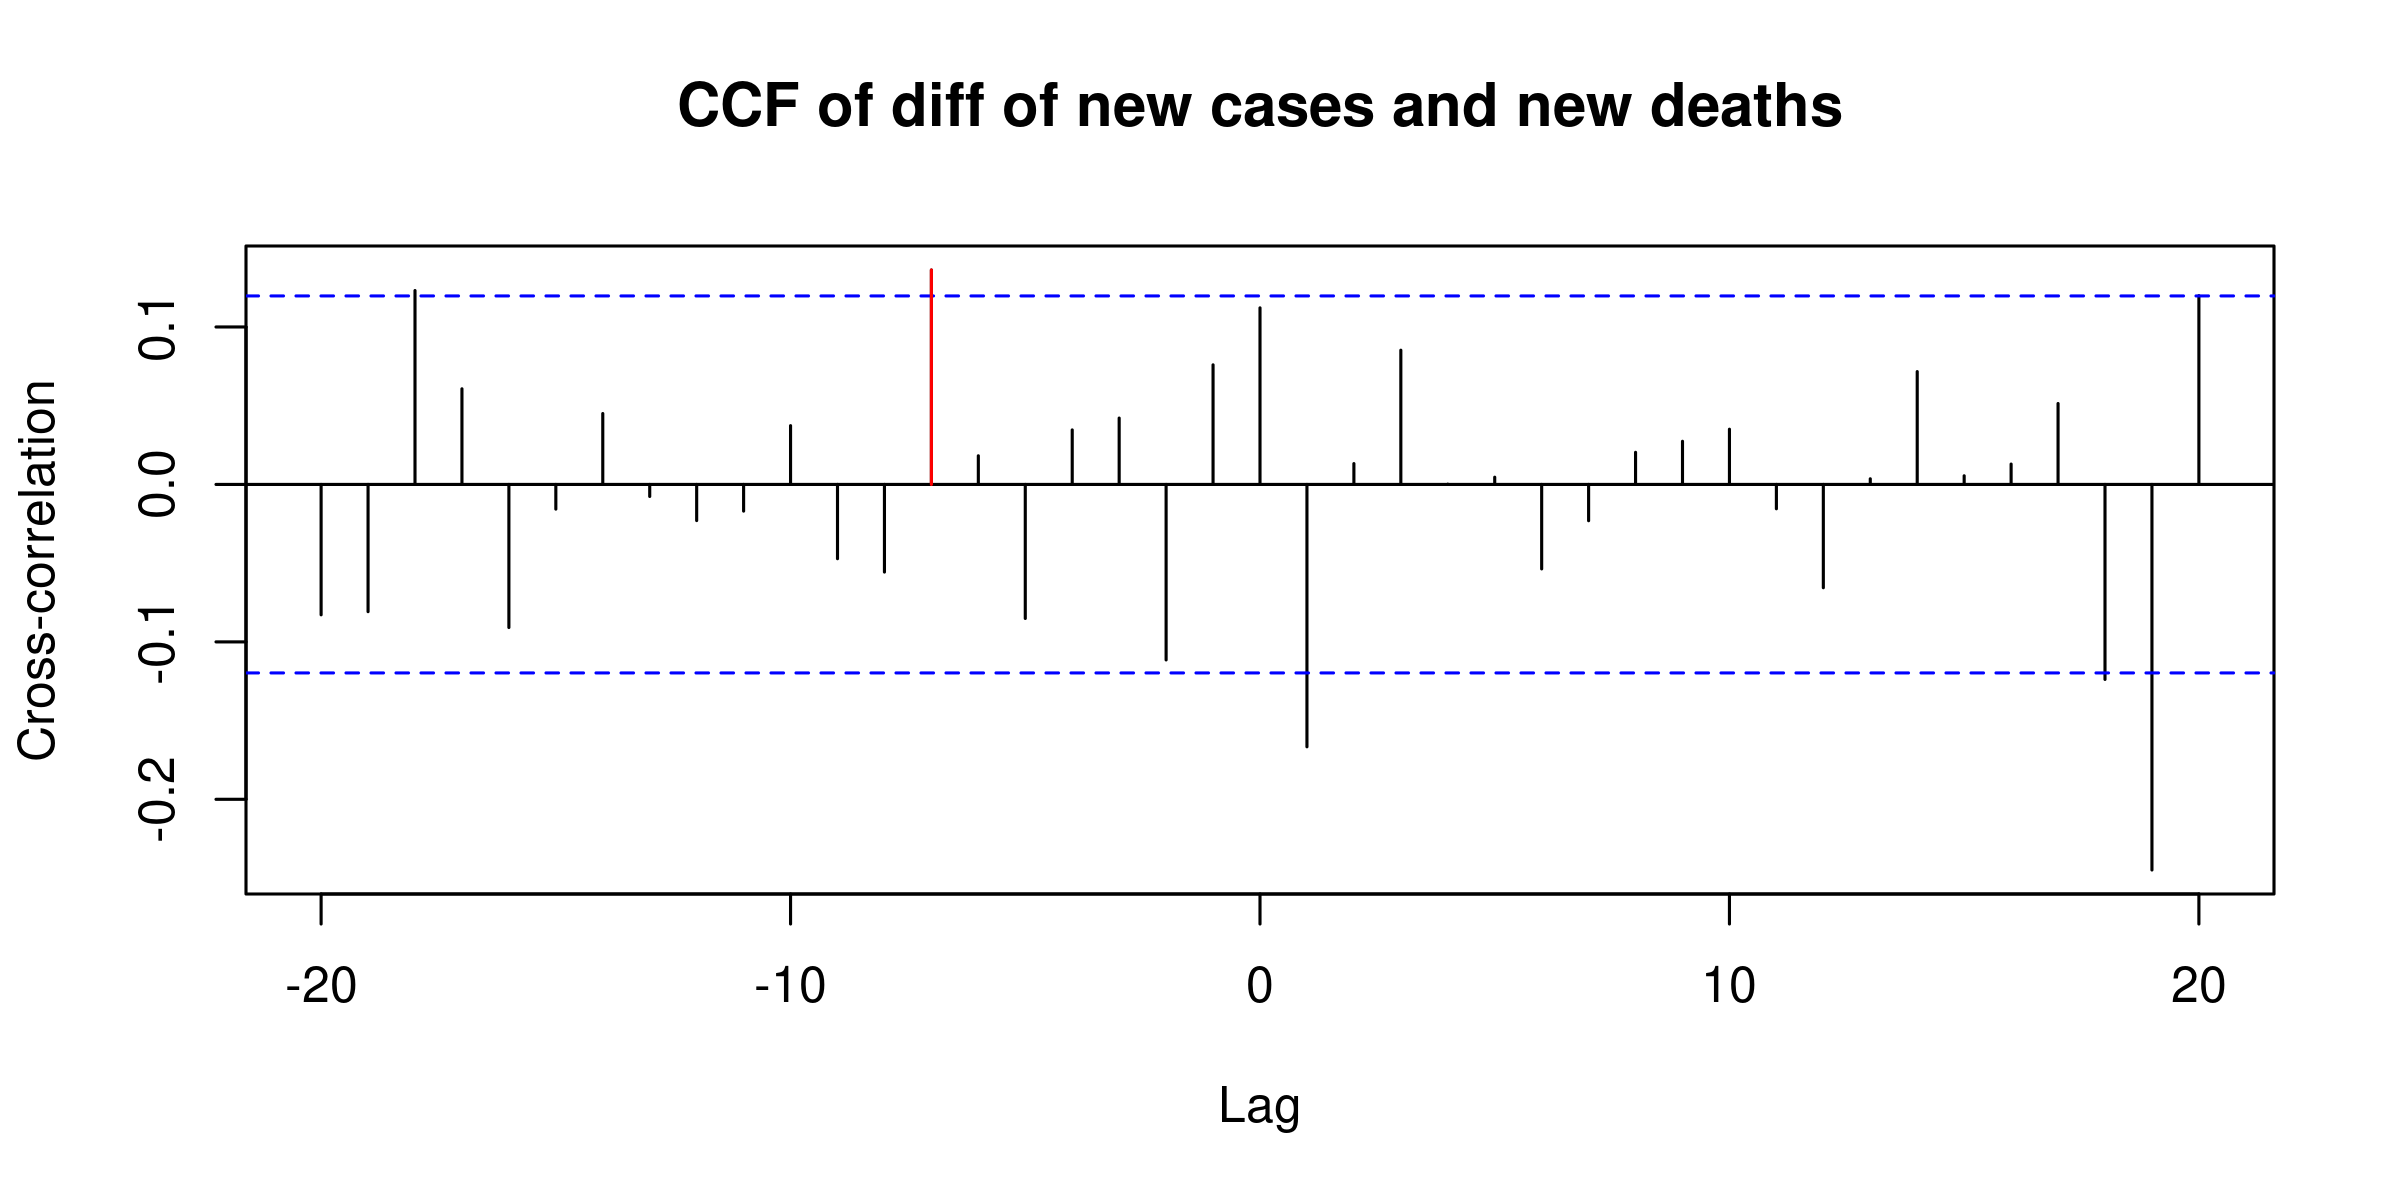 CCF of diff of new cases and new deaths
Cross-correlation
0.1
0.0
-0.1
-0.2
-20 -10 0 10 20
Lag